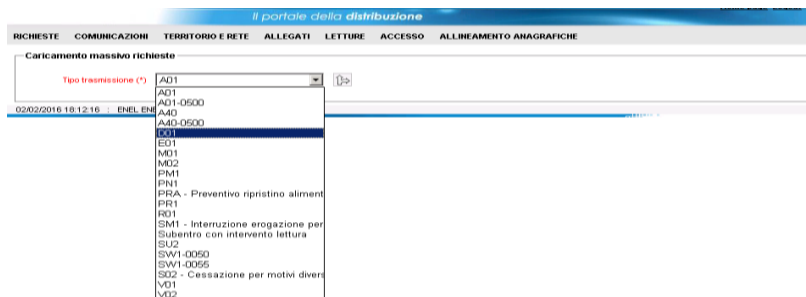 Il portale della distribuzione
RICHIESTE COMUNICAZIONI TERRITORIO E RETE ALLEGATI LETTURE ACCESSO ALLINEAMENTO ANAGRAFICHE
Caricamento massivo richieste
Tipo trasmissione (*) A01
A01
A01-0500
02/02/2016 18:12:16 : ENEL ENE
A40
A40-0500
D01
E01
M01
M02
PM1
PN1
PRA - Preventivo ripristino aliment
PR1
R01
SM1 - Interruzione erogazione per
Subentro con intervento lettura
SU2
SW1-0050
SW1-0055
S02 - Cessazione per motivi divers
V01
V02